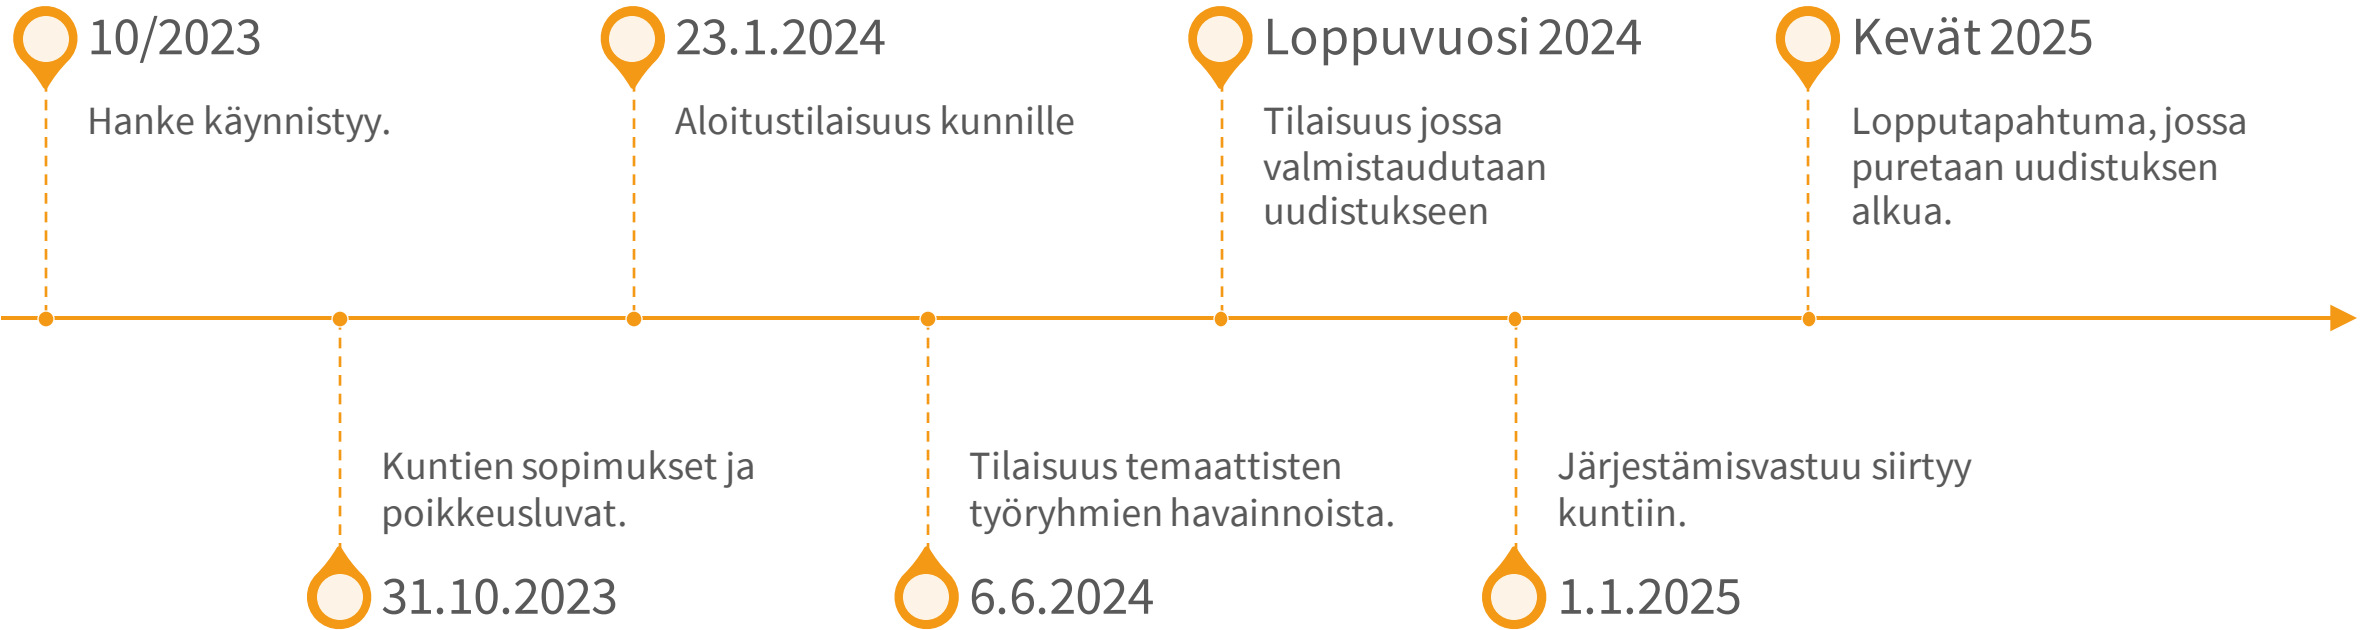 10/2023
Hanke käynnistyy.
Kuntien sopimukset ja
poikkeusluvat.
31.10.2023
23.1.2024
Aloitustilaisuus kunnille
Tilaisuus temaattisten
työryhmien havainnoista.
6.6.2024
Loppuvuosi 2024
Tilaisuus jossa
valmistaudutaan
uudistukseen
Järjestämisvastuu siirtyy
kuntiin.
1.1.2025
Kevät 2025
Lopputapahtuma, jossa
puretaan uudistuksen
alkua.